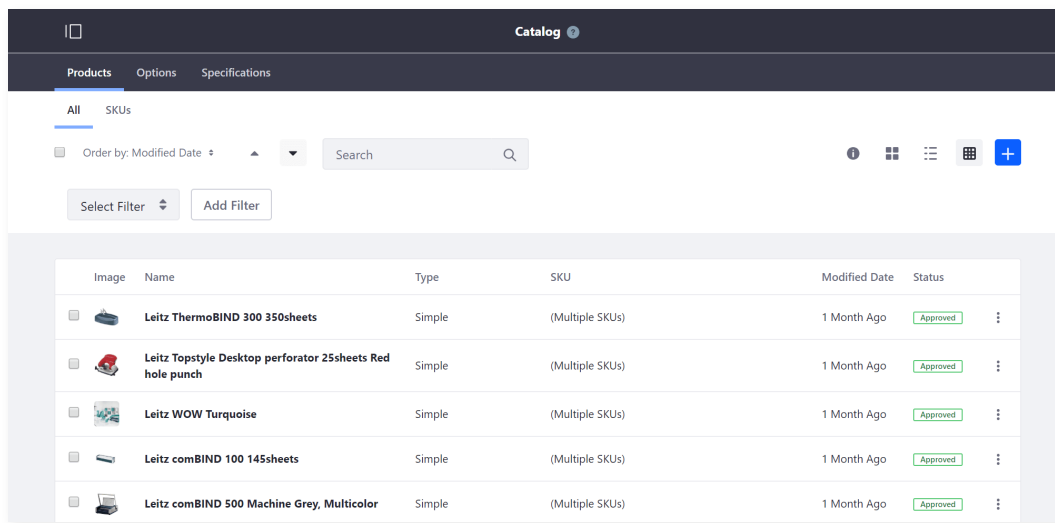 Catalog ?
Products Options Specifications
All SKUs
Order by: Modified Date Search
Select Filter Add Filter
Image Name Type SKU Modified Date Status
Leitz ThermoBIND 300 350sheets Simple (Multiple SKUs) 1 Month Ago Approved
Leitz Topstyle Desktop perforator 25sheets Red
hole punch Simple (Multiple SKUs) 1 Month Ago Approved
Leitz WOW Turquoise Simple (Multiple SKUs) 1 Month Ago Approved
Leitz comBIND 100 145sheets Simple (Multiple SKUs) 1 Month Ago Approved
Leitz comBIND 500 Machine Grey, Multicolor Simple (Multiple SKUs) 1 Month Ago Approved